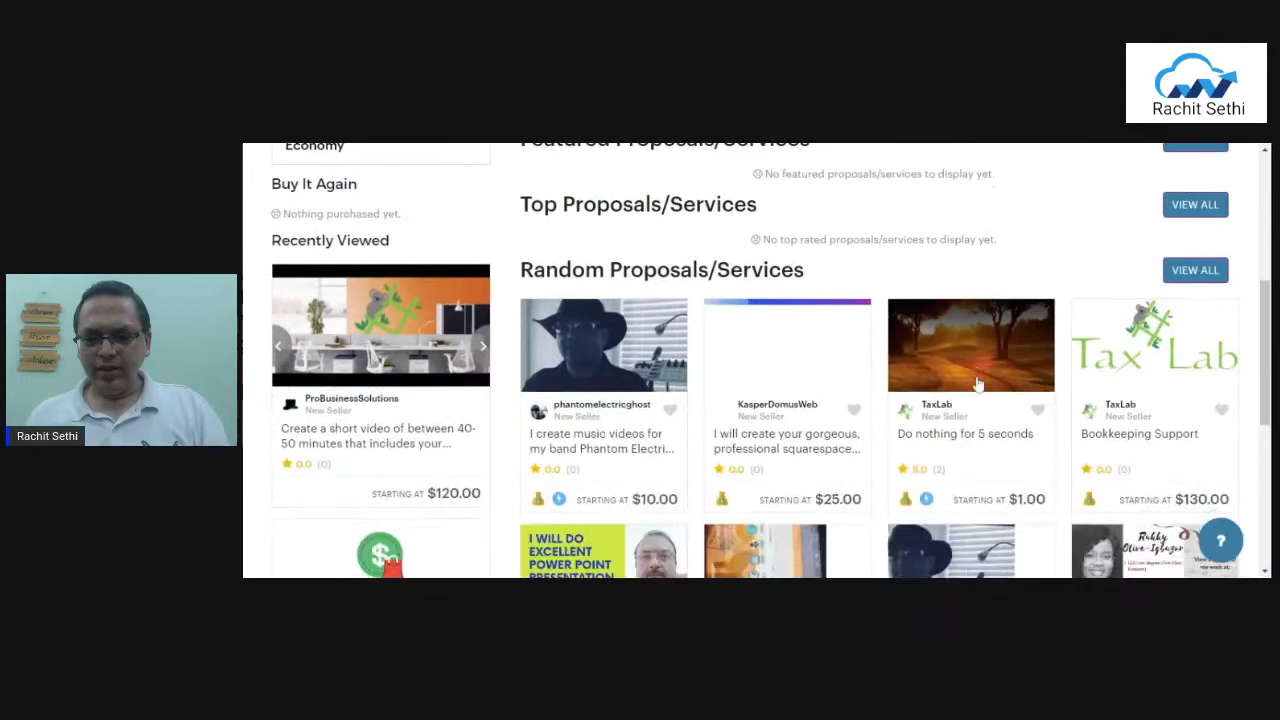 Rachit Sethi
Economy
Featured Proposals/Services
No featured proposals/services to display yet.
Buy It Again
Nothing purchased yet.
Top Proposals/Services
VIEW ALL
No top rated proposals/services to display yet.
Recently Viewed
Random Proposals/Services
VIEW ALL
ProBusinessSolutions
New Seller
Create a short video of between 40-
50 minutes that includes your...
0.0 (0)
STARTING AT $120.00
phantomelectricghost
New Seller
I create music videos for
my band Phantom Electri...
0.0 (0)
STARTING AT $10.00
KasperDomusWeb
New Seller
I will create your gorgeous,
professional squarespace...
0.0 (0)
STARTING AT $25.00
TaxLab
New Seller
Do nothing for 5 seconds
5.0 (2)
STARTING AT $1.00
Tax Lab
TaxLab
New Seller
Bookkeeping Support
0.0 (0)
STARTING AT $130.00
I WILL DO
EXCELLENT
POWER POINT
PRESENTATION
?
Rachit Sethi